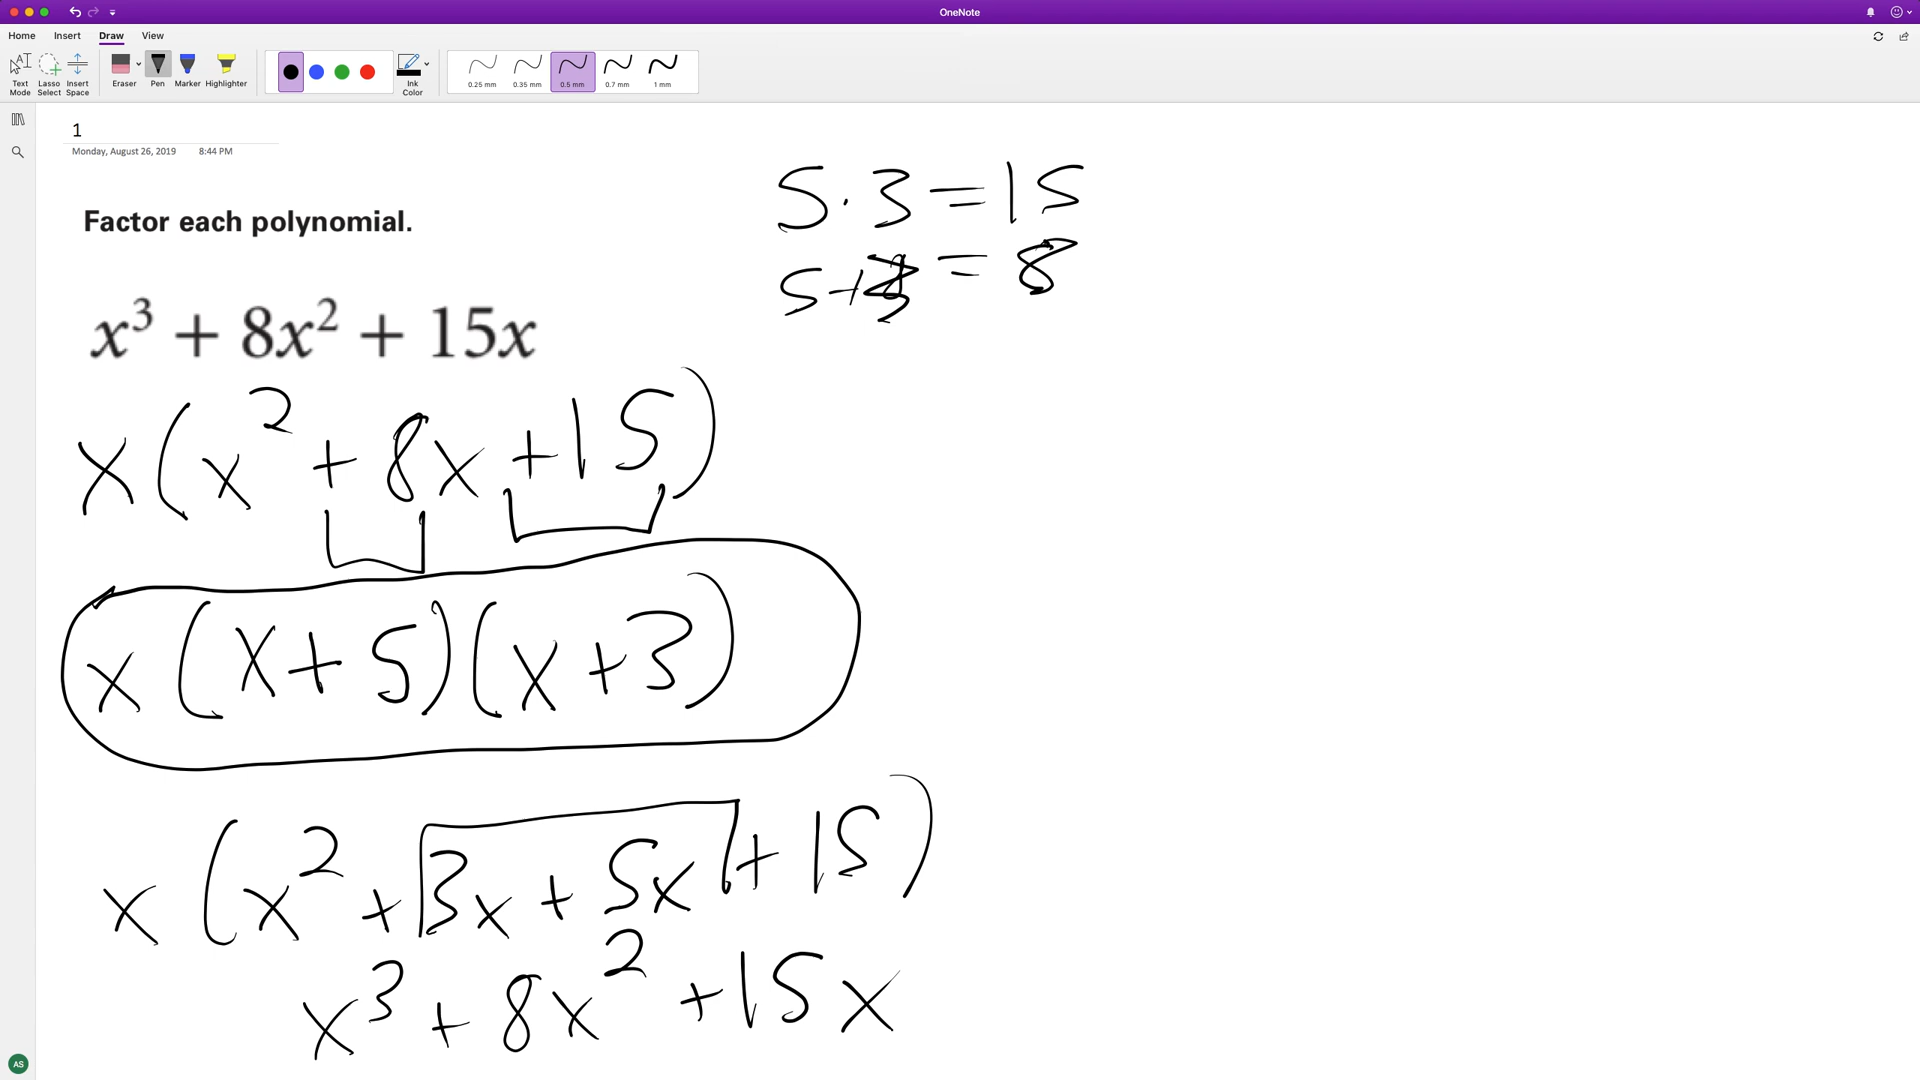 OneNote
Home Insert Draw View
Text Mode
Lasso Select
Insert Space
Eraser
Pen
Marker
Highlighter
Ink Color
0.25 mm
0.35 mm
0.5 mm
0.7 mm
1 mm
1
Monday, August 26, 2019 8:44 PM
5·3=15
5+3=8
Factor each polynomial.
x³ + 8x² + 15x
x(x²+8x+15)
x(x+5)(x+3)
x(x²+3x+5x+15)
x³+8x²+15x
AS